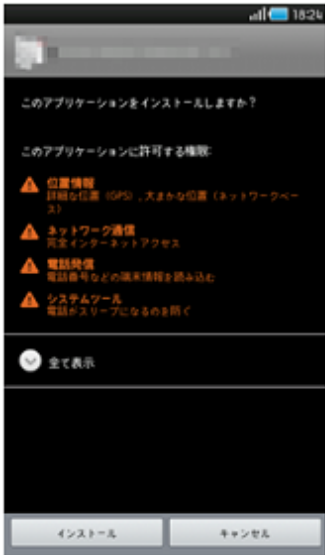 18:24
このアプリケーションをインストールしますか?
このアプリケーションに許可する権限:
位置情報
詳細な位置 (GPS) , 大まかな位置 (ネットワークベー
ス)
ネットワーク通信
完全インターネットアクセス
電話発信
電話番号などの端末情報を読み込む
システムツール
電話がスリープになるのを防ぐ
全て表示
インストール
キャンセル